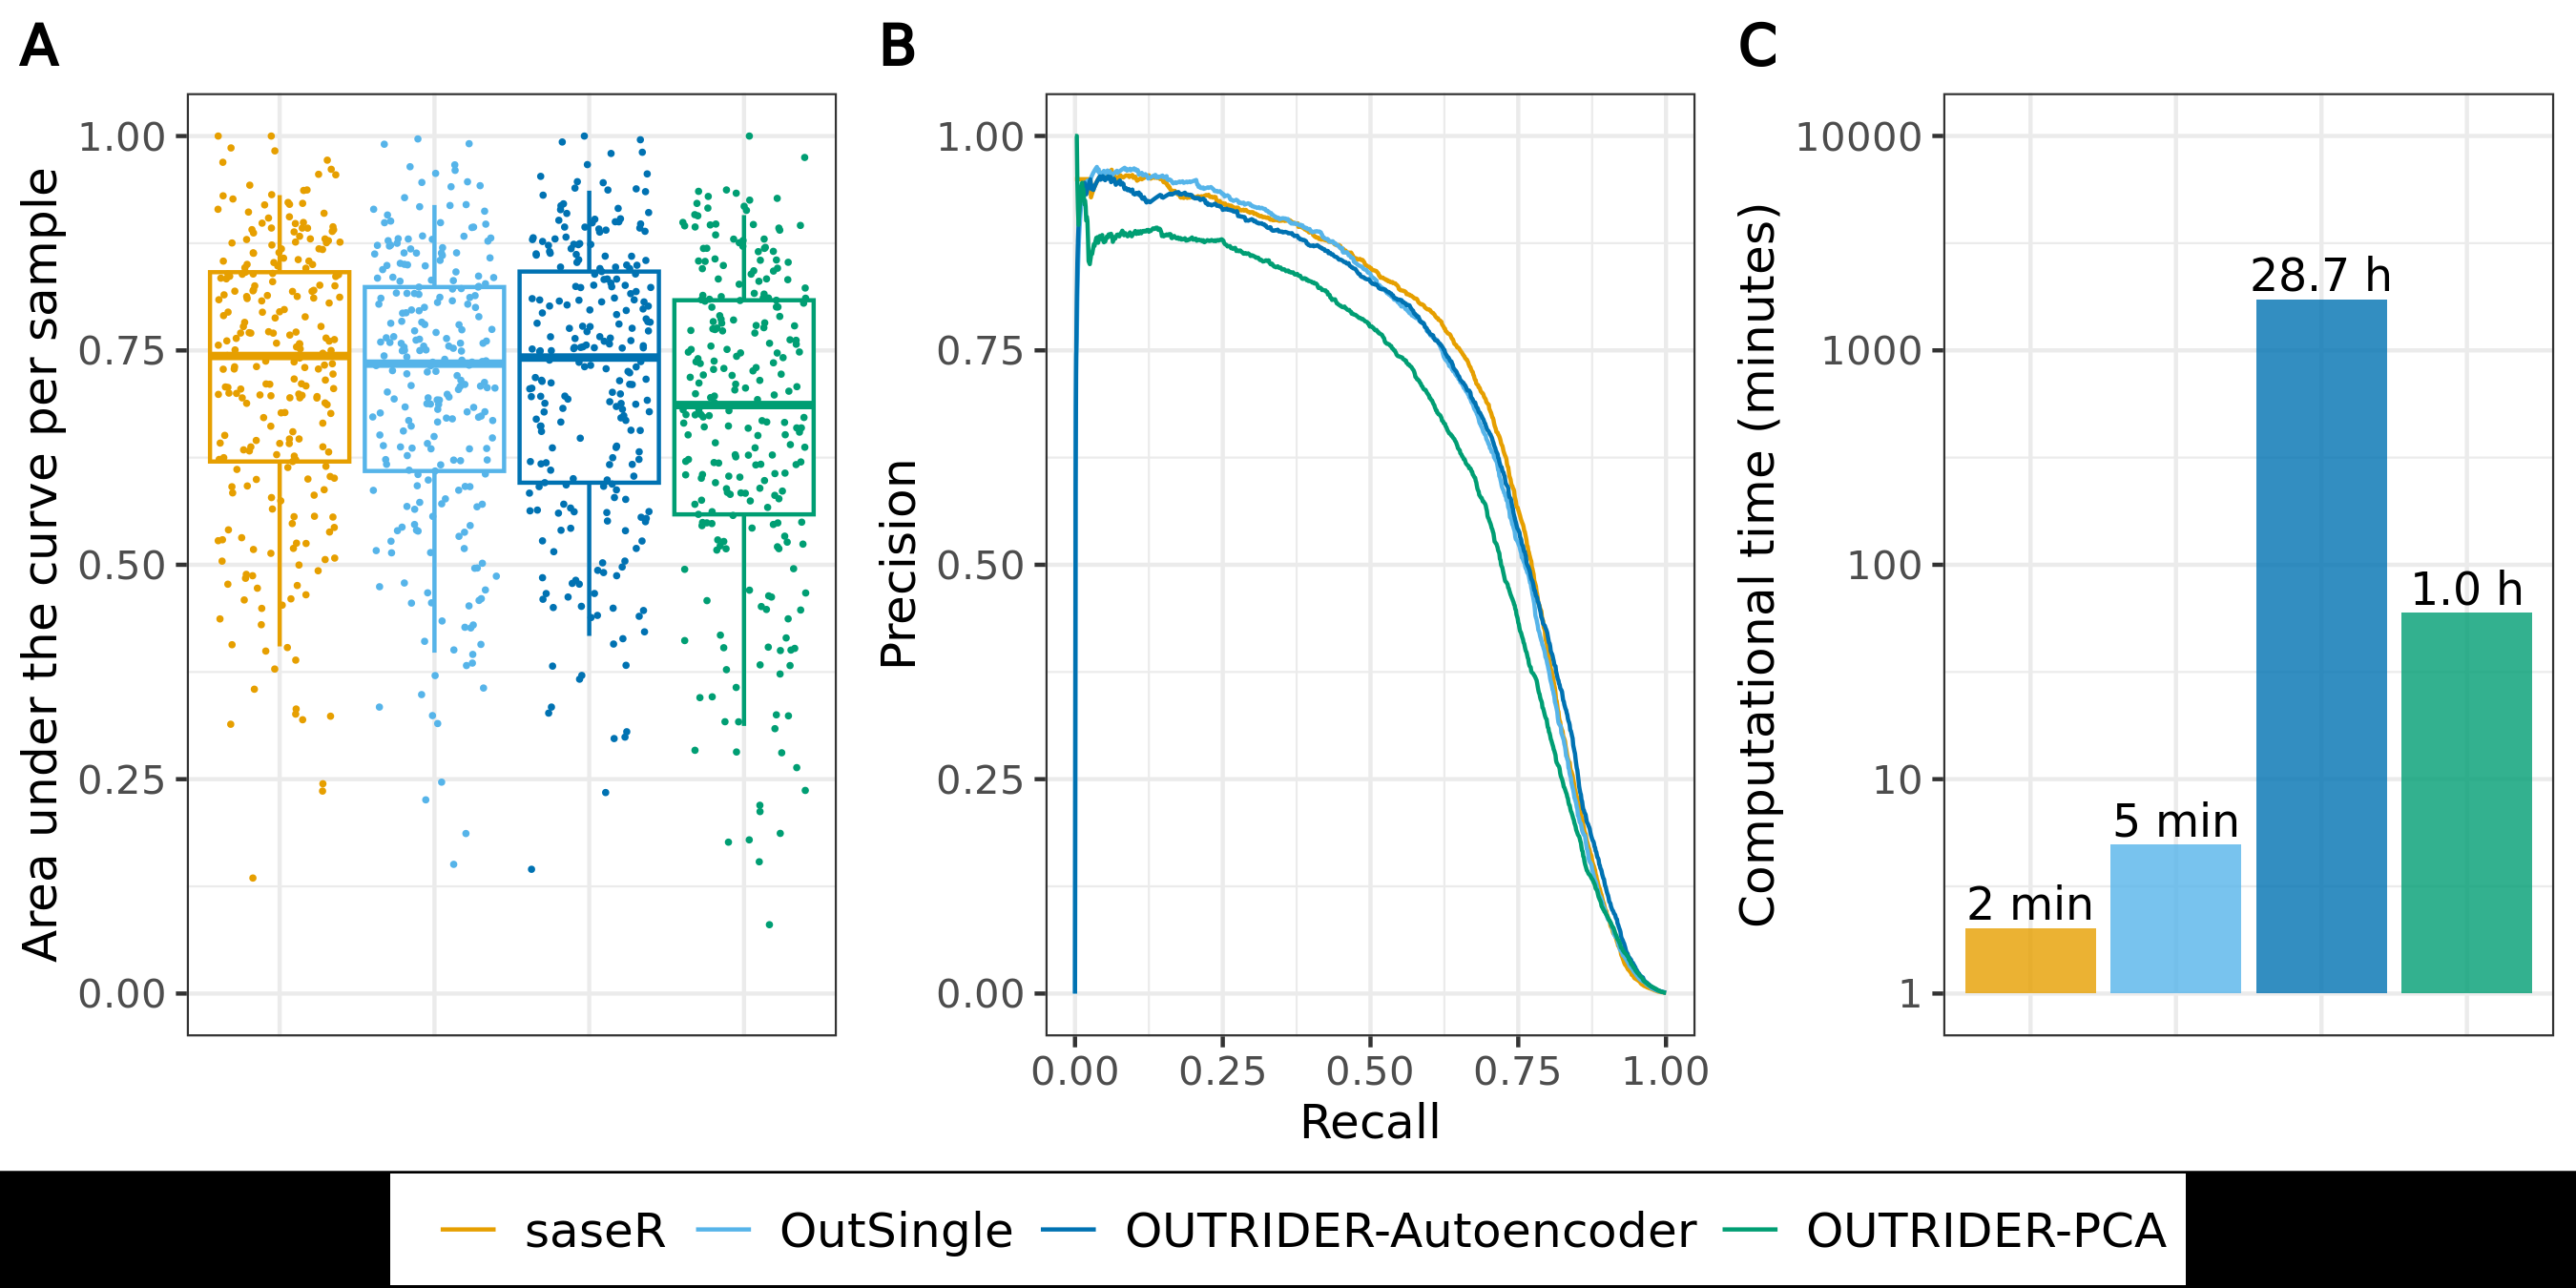 A
Area under the curve per sample
1.00
0.75
0.50
0.25
0.00
B
Precision
1.00
0.75
0.50
0.25
0.00
0.00 0.25 0.50 0.75 1.00
Recall
C
Computational time (minutes)
10000
1000
100
10
1
2 min
5 min
28.7 h
1.0 h
saseR OutSingle OUTRIDER-Autoencoder OUTRIDER-PCA